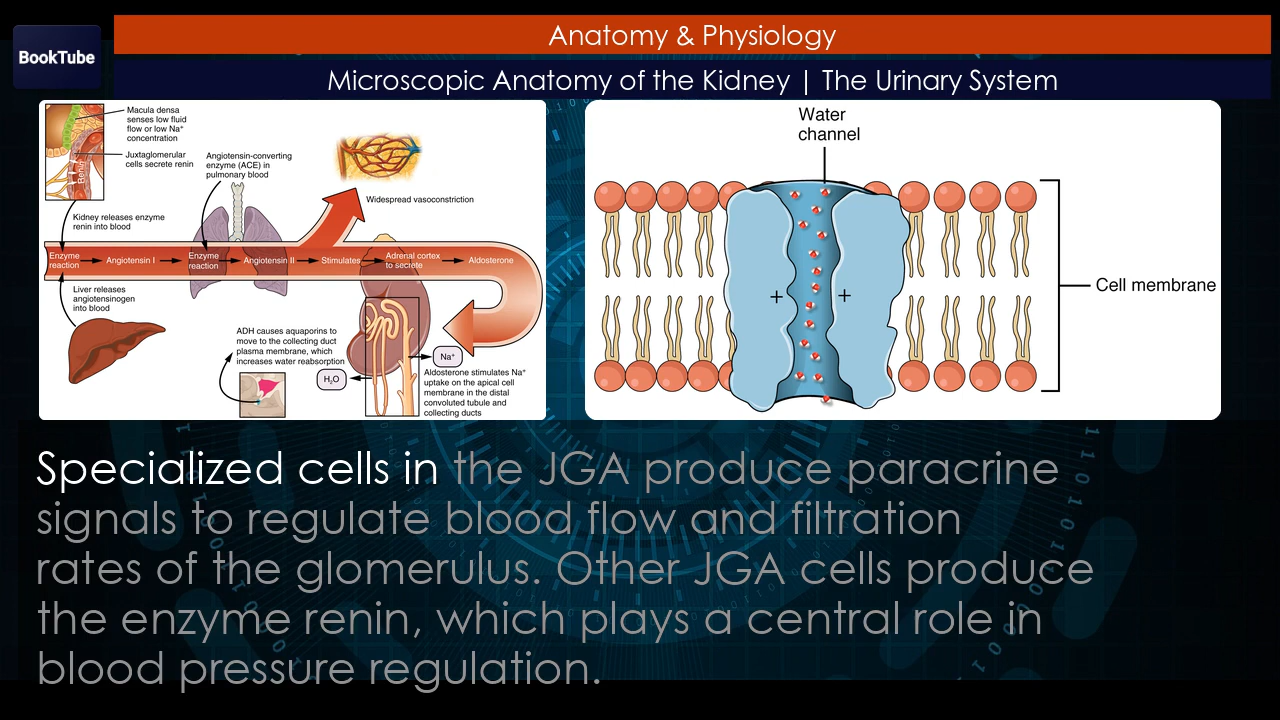 BookTube
Anatomy & Physiology
Microscopic Anatomy of the Kidney | The Urinary System
Macula densa
senses low fluid
flow or low Na⁺
concentration
Juxtaglomerular
cells secrete renin
Renin
Angiotensin-converting
enzyme (ACE) in
pulmonary blood
Widespread vasoconstriction
Kidney releases enzyme
renin into blood
Enzyme
reaction
Angiotensin I
Enzyme
reaction
Angiotensin II
Stimulates
Adrenal cortex
to secrete
Aldosterone
Liver releases
angiotensinogen
into blood
ADH causes aquaporins to
move to the collecting duct
plasma membrane, which
increases water reabsorption
H₂O
Na⁺
Aldosterone stimulates Na⁺
uptake on the apical cell
membrane in the distal
convoluted tubule and
collecting ducts
Water
channel
+
+
Cell membrane
Specialized cells in the JGA produce paracrine
signals to regulate blood flow and filtration
rates of the glomerulus. Other JGA cells produce
the enzyme renin, which plays a central role in
blood pressure regulation.